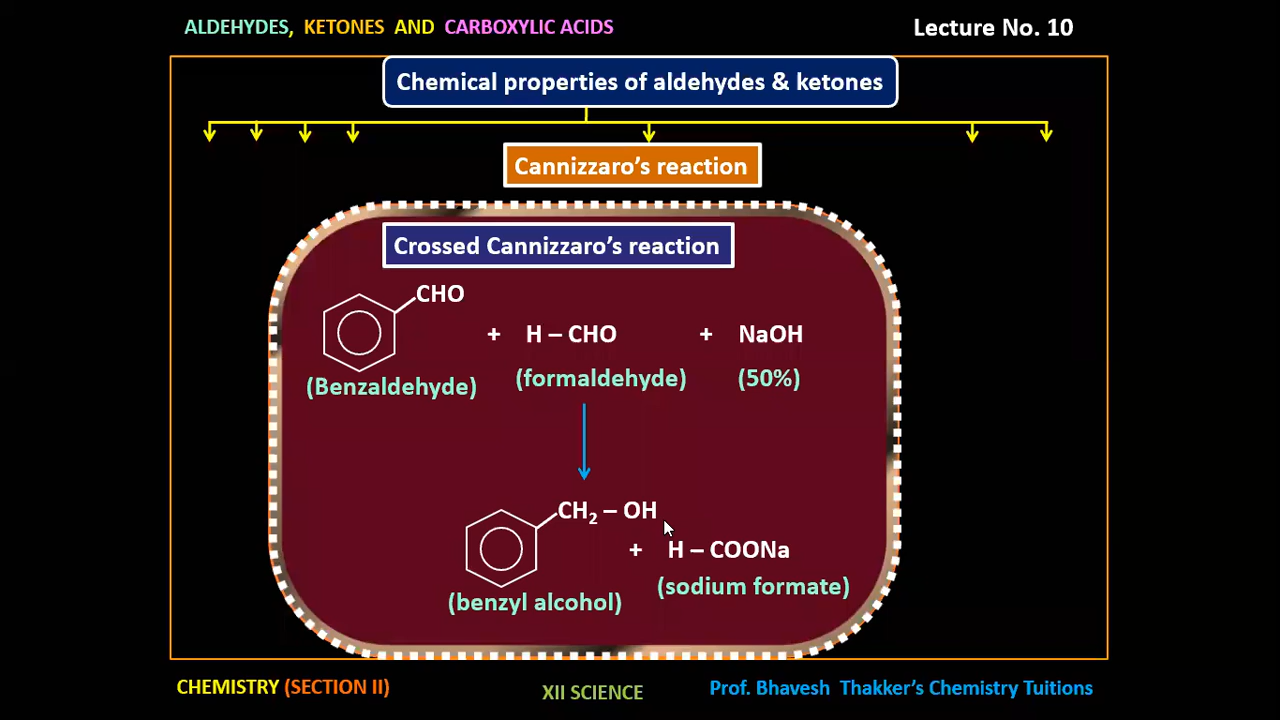 ALDEHYDES, KETONES AND CARBOXYLIC ACIDS
Lecture No. 10
Chemical properties of aldehydes & ketones
Cannizzaro’s reaction
Crossed Cannizzaro’s reaction
CHO
+ H – CHO + NaOH
(Benzaldehyde) (formaldehyde) (50%)
CH₂ – OH
+ H – COONa
(sodium formate)
(benzyl alcohol)
CHEMISTRY (SECTION II)
XII SCIENCE
Prof. Bhavesh Thakker’s Chemistry Tuitions